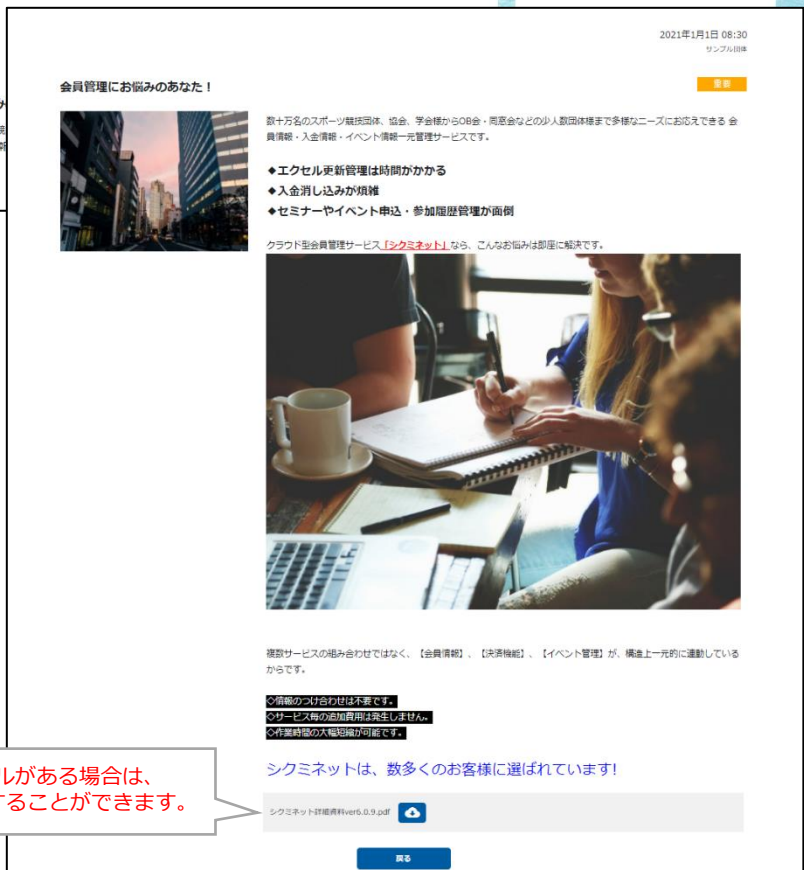 2021年1月1日 08:30
サンプル団体
会員管理にお悩みのあなた!
重要
数十万名のスポーツ競技団体、協会、学会様からOB会・同窓会などの少人数団体様まで多様なニーズにお応えできる 会
員情報・入金情報・イベント情報一元管理サービスです。
◆エクセル更新管理は時間がかかる
◆入金消し込みが煩雑
◆セミナーやイベント申込・参加履歴管理が面倒
クラウド型会員管理サービス「シクミネット」なら、こんなお悩みは即座に解決です。
複数サービスの組み合わせではなく、【会員情報】、【決済機能】、【イベント管理】が、構造上一元的に連動している
からです。
◇情報のつけ合わせは不要です。
◇サービス毎の追加費用は発生しません。
◇作業時間の大幅短縮が可能です。
シクミネットは、数多くのお客様に選ばれています!
ルがある場合は、
することができます。
シクミネット詳細資料ver6.0.9.pdf
戻る